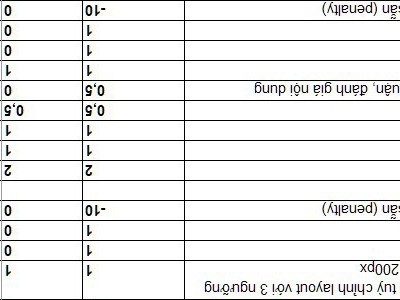 tuỳ chỉnh layout với 3 ngưỡng
200px 1 1
1 0
1 0
sẵn (penalty) -10 0
2 2
1 1
1 1
0,5 0,5
uận, đánh giá nội dung 0,5 0
1 1
1 0
1 0
sẵn (penalty) -10 0